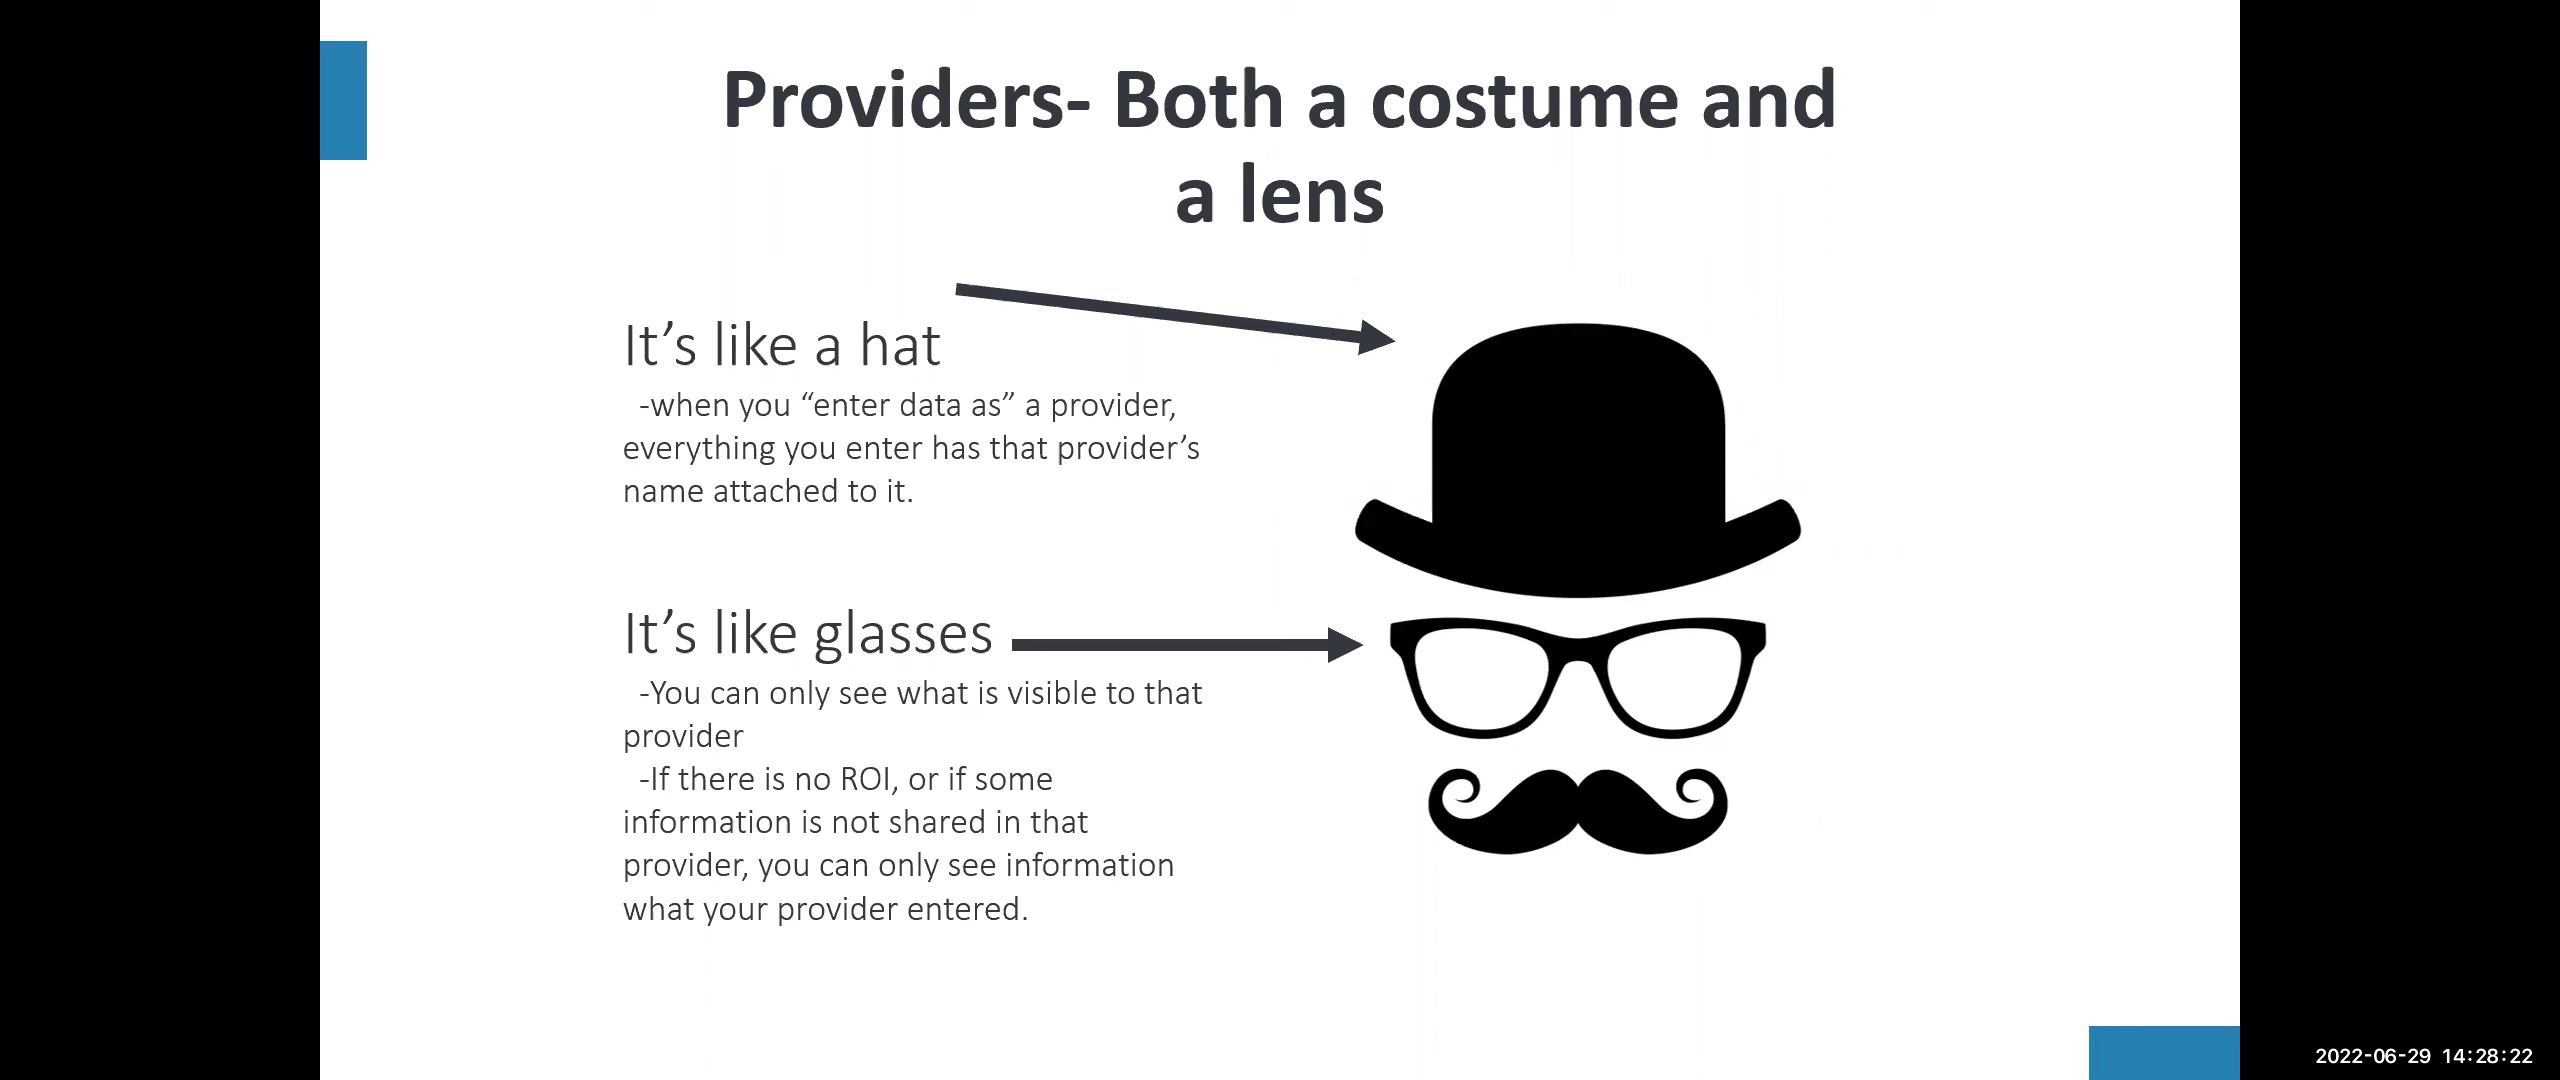 Providers- Both a costume and
a lens
It’s like a hat
-when you “enter data as” a provider,
everything you enter has that provider’s
name attached to it.
It’s like glasses
-You can only see what is visible to that
provider
-If there is no ROI, or if some
information is not shared in that
provider, you can only see information
what your provider entered.
2022-06-29 14:28:22